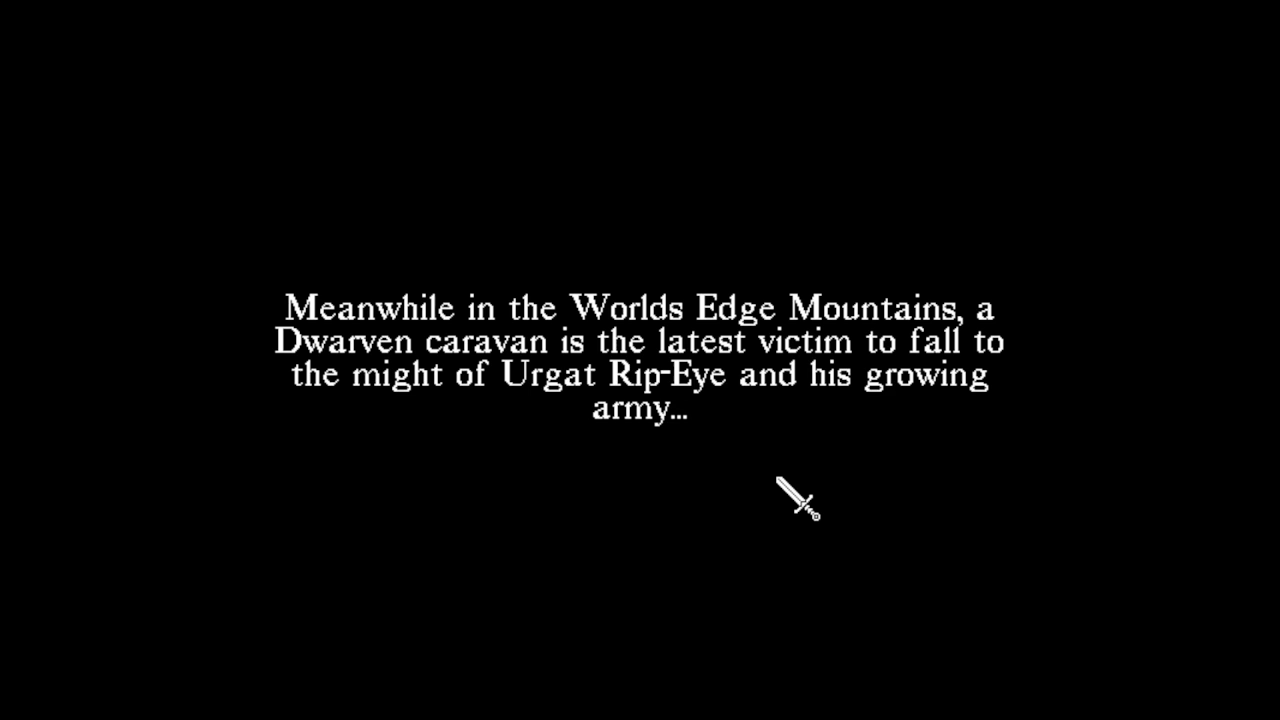 Meanwhile in the Worlds Edge Mountains, a
Dwarven caravan is the latest victim to fall to
the might of Urgat Rip-Eye and his growing
army...